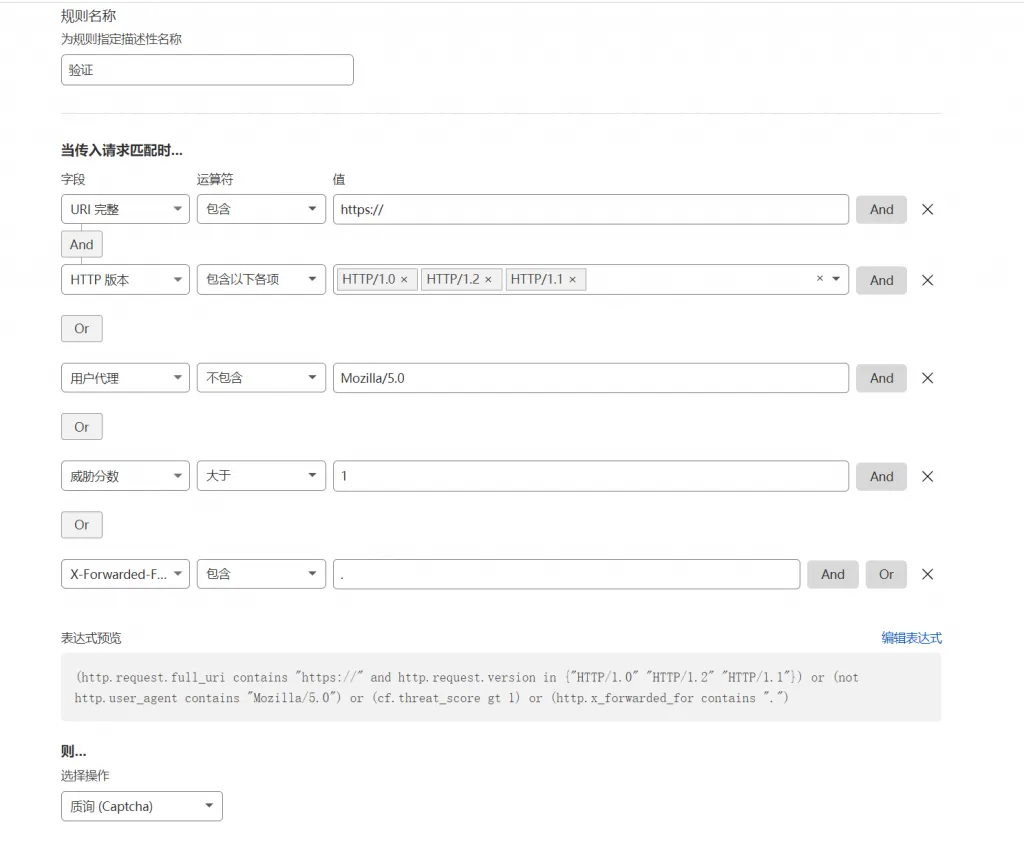 规则名称
为规则指定描述性名称
验证
当传入请求匹配时...
字段 运算符 值
URI 完整 包含 https:// And ×
And
HTTP 版本 包含以下各项 HTTP/1.0 × HTTP/1.2 × HTTP/1.1 × × And ×
Or
用户代理 不包含 Mozilla/5.0 And ×
Or
威胁分数 大于 1 And ×
Or
X-Forwarded-F... 包含 . And Or ×
表达式预览 编辑表达式
(http.request.full_uri contains "https://" and http.request.version in {"HTTP/1.0" "HTTP/1.2" "HTTP/1.1"}) or (not
http.user_agent contains "Mozilla/5.0") or (cf.threat_score gt 1) or (http.x_forwarded_for contains ".")
则...
选择操作
质询 (Captcha)